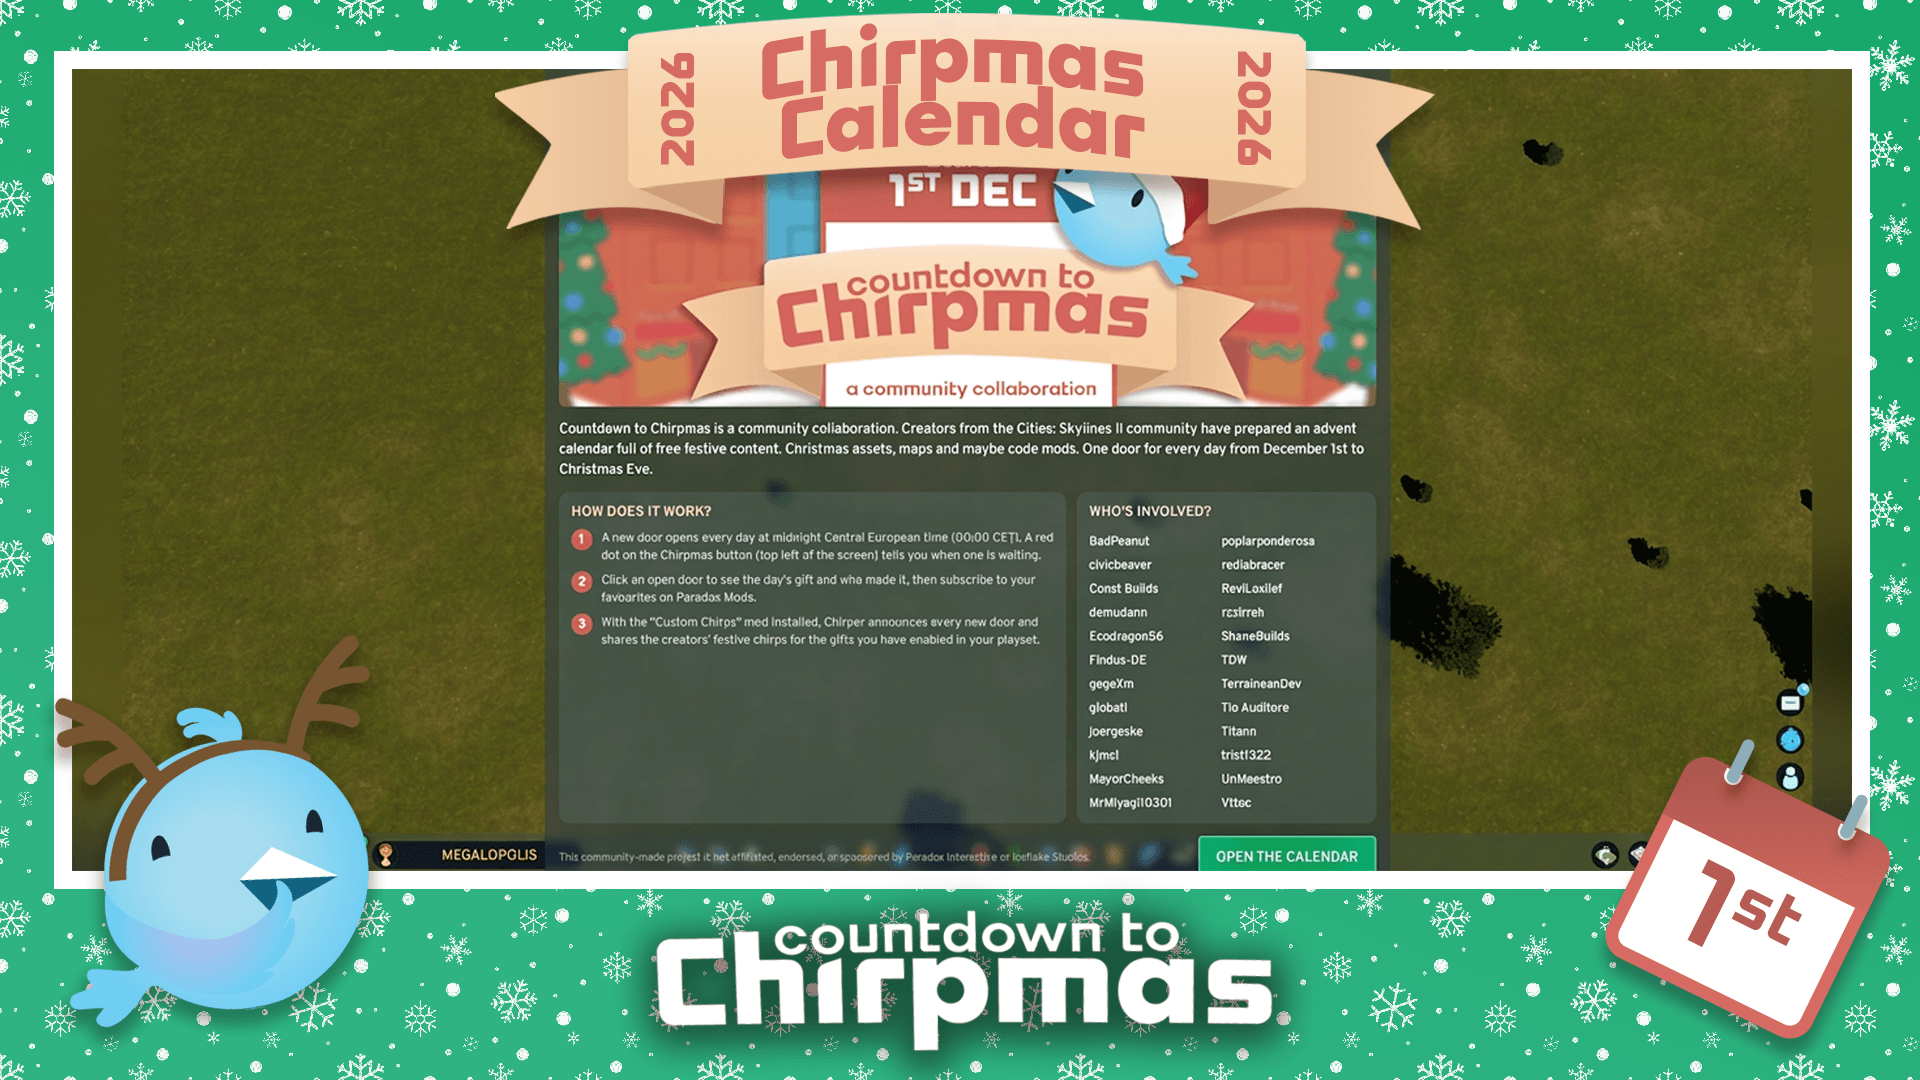 Chirpmas
Calendar
2026
2026
1ST DEC
countdown to
Chirpmas
a community collaboration
Countdown to Chirpmas is a community collaboration. Creators from the Cities: Skylines II community have prepared an advent
calendar full of free festive content. Christmas assets, maps and maybe code mods. One door for every day from December 1st to
Christmas Eve.
HOW DOES IT WORK?
1 A new door opens every day at midnight Central European time (00:00 CET). A red
dot on the Chirpmas button (top left of the screen) tells you when one is waiting.
2 Click an open door to see the day's gift and who made it, then subscribe to your
favourites on Paradox Mods.
3 With the "Custom Chirps" mod installed, Chirper announces every new door and
shares the creators' festive chirps for the gifts you have enabled in your playset.
WHO'S INVOLVED?
BadPeanut
civicbeaver
Const Builds
demudann
Ecodragon56
Findus-DE
gegeXm
globatl
Joergeske
kjmcl
MayorCheeks
MrMiyagi10301
poplarponderosa
rediabracer
ReviLoxilef
ShaneBuilds
TDW
TerraineanDev
Tio Auditore
Titann
tristl322
UnMaestro
MEGALOPOLIS
This community-made project is not affiliated, endorsed, or sponsored by Paradox Interactive or Iceflake Studios.
OPEN THE CALENDAR
1st
countdown to
Chirpmas